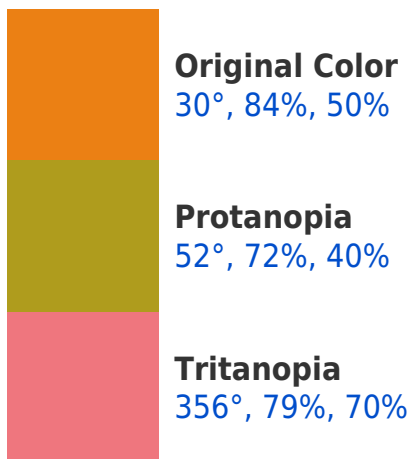 Original Color
30°, 84%, 50%
Protanopia
52°, 72%, 40%
Tritanopia
356°, 79%, 70%